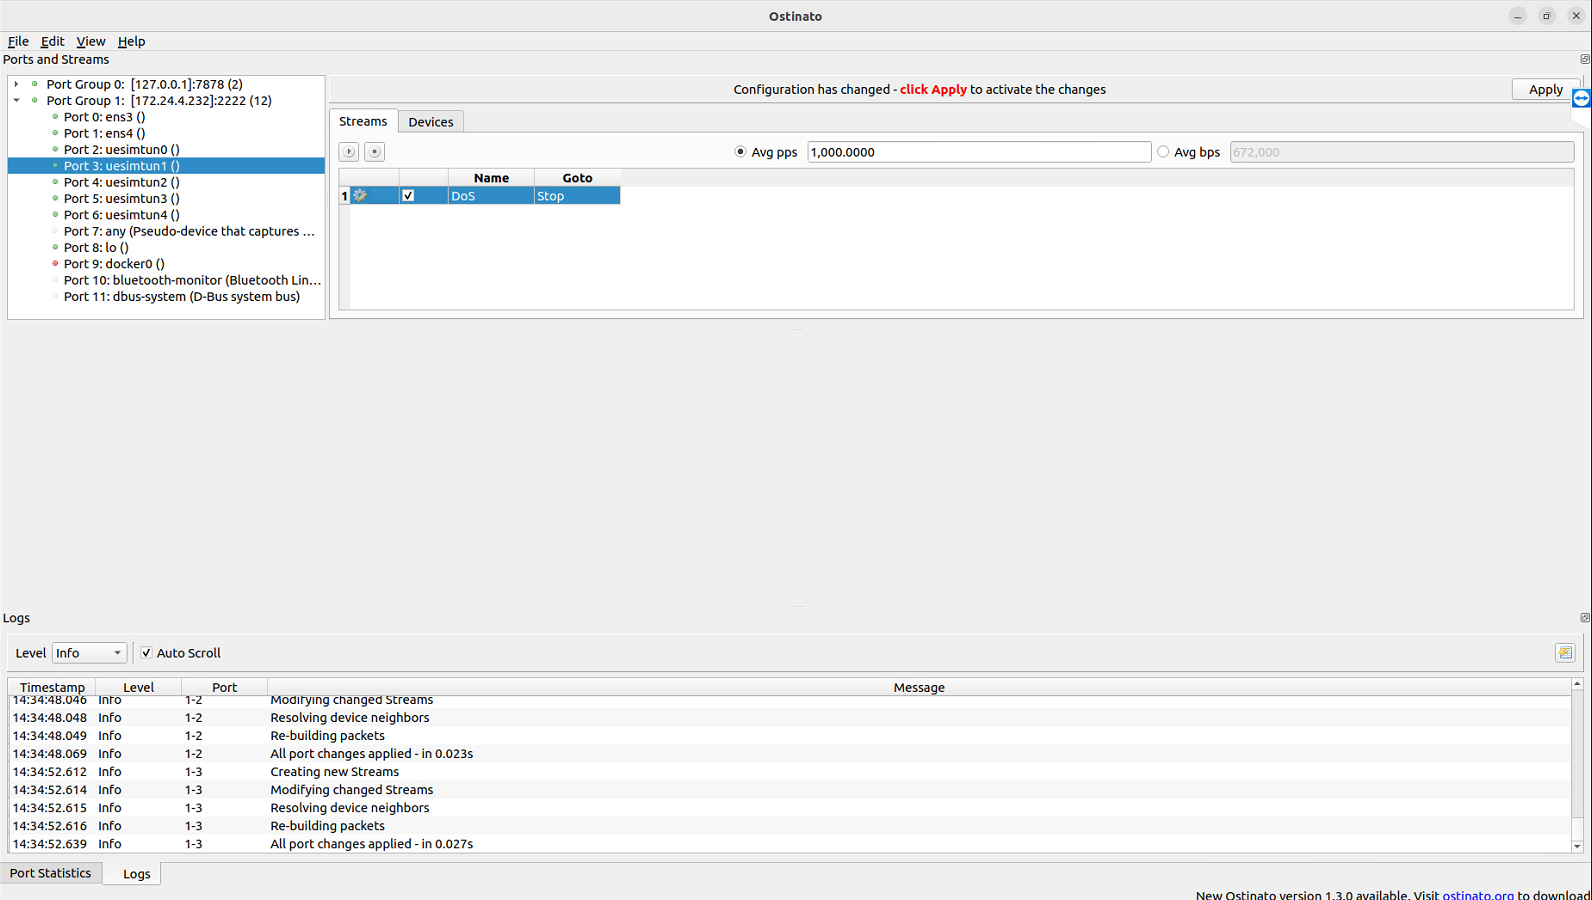 Ostinato
File Edit View Help
Ports and Streams
Port Group 0: [127.0.0.1]:7878 (2)
Port Group 1: [172.24.4.232]:2222 (12)
Port 0: ens3 ()
Port 1: ens4 ()
Port 2: uesimtun0 ()
Port 3: uesimtun1 ()
Port 4: uesimtun2 ()
Port 5: uesimtun3 ()
Port 6: uesimtun4 ()
Port 7: any (Pseudo-device that captures ...
Port 8: lo ()
Port 9: docker0 ()
Port 10: bluetooth-monitor (Bluetooth Lin...
Port 11: dbus-system (D-Bus system bus)
Configuration has changed - click Apply to activate the changes
Apply
Streams Devices
Avg pps 1,000.0000 Avg bps 672,000
Name Goto
1 DoS Stop
Logs
Level Info Auto Scroll
Timestamp Level Port Message
14:34:48.046 Info 1-2 Modifying changed Streams
14:34:48.048 Info 1-2 Resolving device neighbors
14:34:48.049 Info 1-2 Re-building packets
14:34:48.069 Info 1-2 All port changes applied - in 0.023s
14:34:52.612 Info 1-3 Creating new Streams
14:34:52.614 Info 1-3 Modifying changed Streams
14:34:52.615 Info 1-3 Resolving device neighbors
14:34:52.616 Info 1-3 Re-building packets
14:34:52.639 Info 1-3 All port changes applied - in 0.027s
Port Statistics Logs
New Ostinato version 1.3.0 available. Visit ostinato.org to download